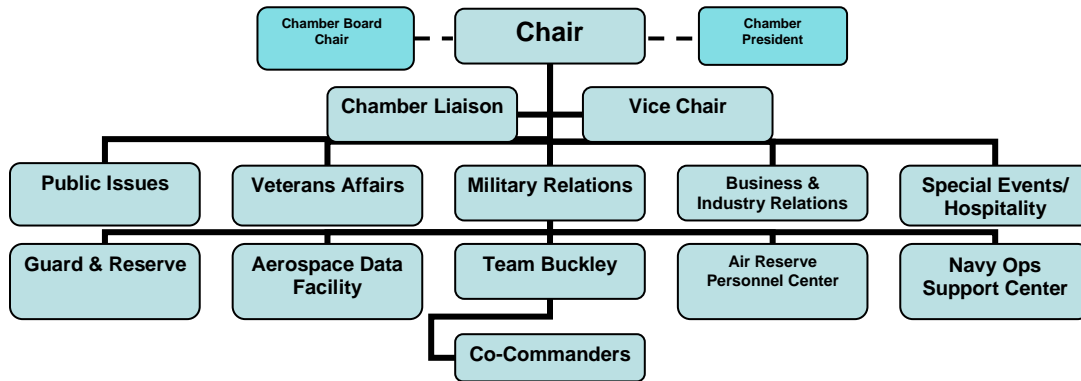 Chamber Board
Chair
Chair
Chamber
President
Chamber Liaison
Vice Chair
Public Issues
Veterans Affairs
Military Relations
Business &
Industry Relations
Special Events/
Hospitality
Guard & Reserve
Aerospace Data
Facility
Team Buckley
Air Reserve
Personnel Center
Navy Ops
Support Center
Co-Commanders